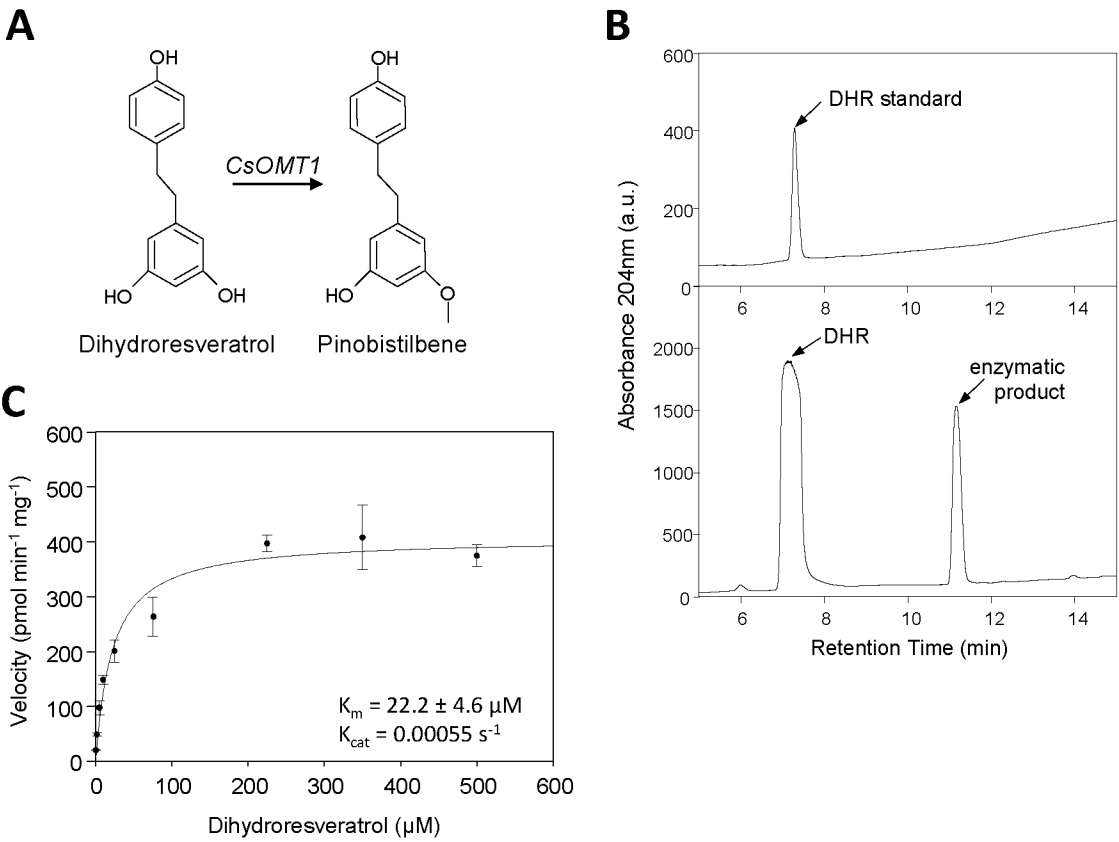 A
OH
OH
CsOMT1
HO
OH
HO
O
Dihydroresveratrol
Pinobistilbene
B
Absorbance 204nm (a.u.)
600
400
200
0
DHR standard
6 8 10 12 14
2000
1500
1000
500
0
DHR
enzymatic
product
6 8 10 12 14
Retention Time (min)
C
Velocity (pmol min⁻¹ mg⁻¹)
600
500
400
300
200
100
0
Km = 22.2 ± 4.6 µM
Kcat = 0.00055 s⁻¹
0 100 200 300 400 500 600
Dihydroresveratrol (µM)